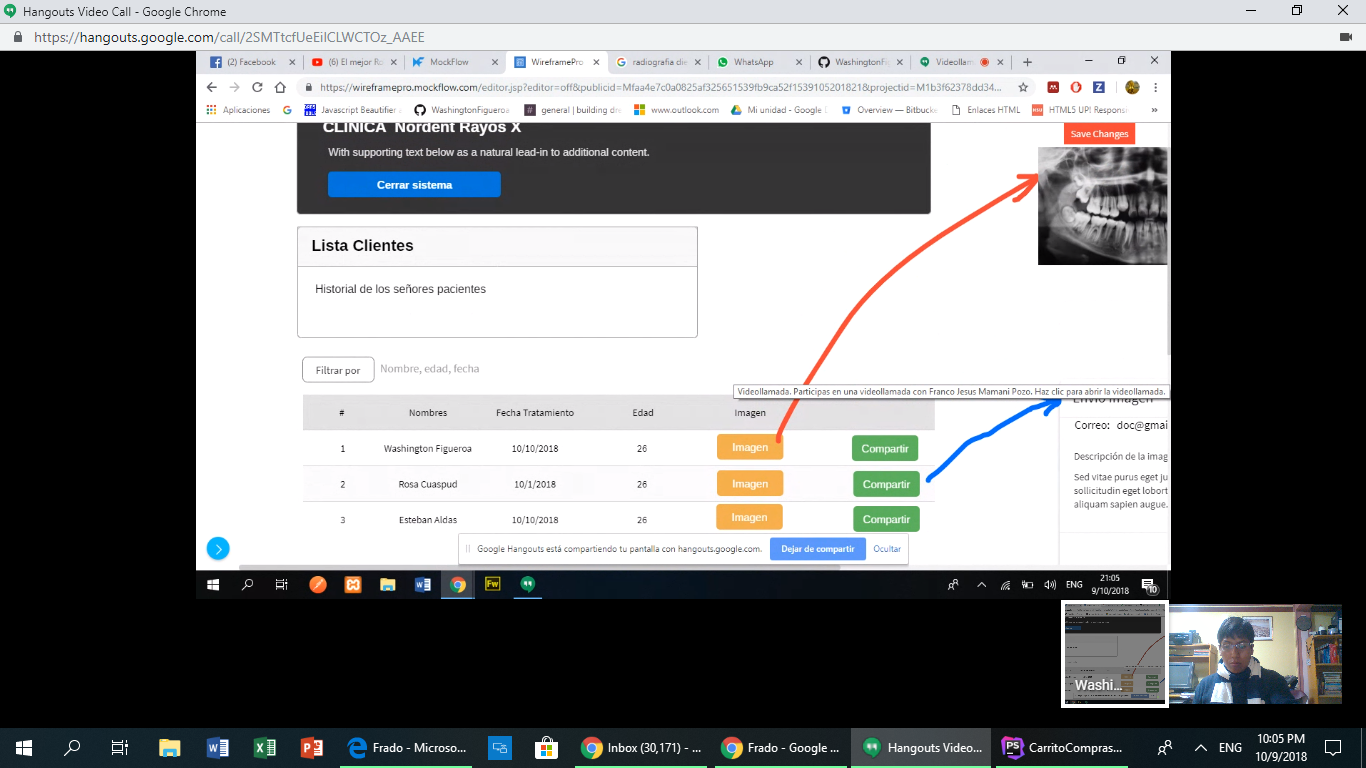 Hangouts Video Call - Google Chrome
https://hangouts.google.com/call/2SMTtcfUeEiICLWCTOz_AAEE
(2) Facebook
(6) El mejor Ro
MockFlow
WireframePro
radiografia die
WhatsApp
WashingtonFig
Videollam
https://wireframepro.mockflow.com/editor.jsp?editor=off&publicid=Mfaa4e7c0a0825af325651539fb9ca52f15391052018218&projectid=M1b3f62378dd34...
Aplicaciones
Javascript Beautifier
WashingtonFigueroa
general | building de
www.outlook.com
Mi unidad - Google D
Overview — Bitbucke
Enlaces HTML
HTML5 UP! Respons
CLINICA Nordent Rayos X
With supporting text below as a natural lead-in to additional content.
Cerrar sistema
Save Changes
Lista Clientes
Historial de los señores pacientes
Filtrar por
Nombre, edad, fecha
Videollamada. Participas en una videollamada con Franco Jesus Mamani Pozo. Haz clic para abrir la videollamada.
# Nombres Fecha Tratamiento Edad Imagen
1 Washington Figueroa 10/10/2018 26 Imagen Compartir
2 Rosa Cuaspud 10/1/2018 26 Imagen Compartir
3 Esteban Aldas 10/10/2018 26 Imagen Compartir
Envio Imagen
Correo: doc@gmai
Descripción de la imag
Sed vitae purus eget ju
sollicitudin eget lobort
aliquam sapien augue.
Google Hangouts está compartiendo tu pantalla con hangouts.google.com.
Dejar de compartir
Ocultar
Fw
ENG
21:05
9/10/2018
10
Washi...
Frado - Microso...
Inbox (30,171) - ...
Frado - Google ...
Hangouts Video...
PS
CarritoCompras...
ENG
10:05 PM
10/9/2018